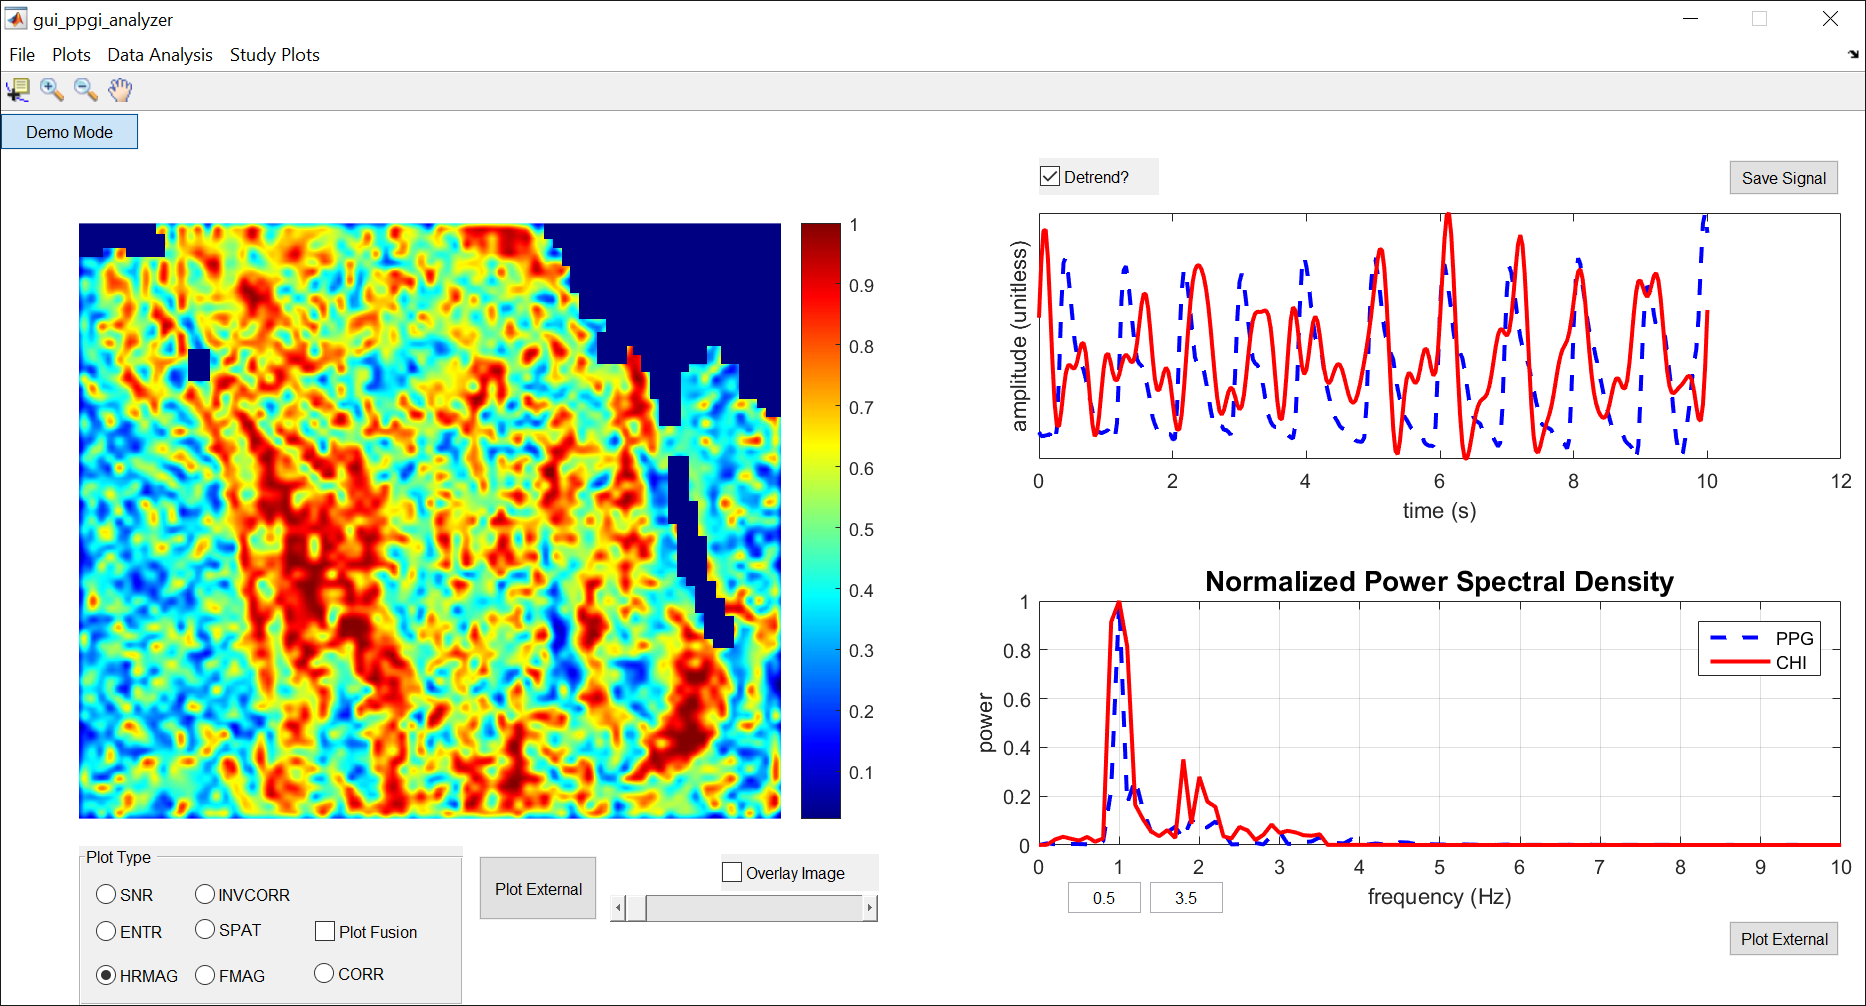 gui_ppgi_analyzer
File Plots Data Analysis Study Plots
Demo Mode
Detrend?
Save Signal
1
0.9
0.8
0.7
0.6
0.5
0.4
0.3
0.2
0.1
amplitude (unitless)
0 2 4 6 8 10 12
time (s)
Normalized Power Spectral Density
PPG
CHI
power
1
0.8
0.6
0.4
0.2
0
0 1 2 3 4 5 6 7 8 9 10
frequency (Hz)
0.5 3.5
Plot External
Plot Type
SNR INVCORR
ENTR SPAT Plot Fusion
HRMAG FMAG CORR
Plot External
Overlay Image